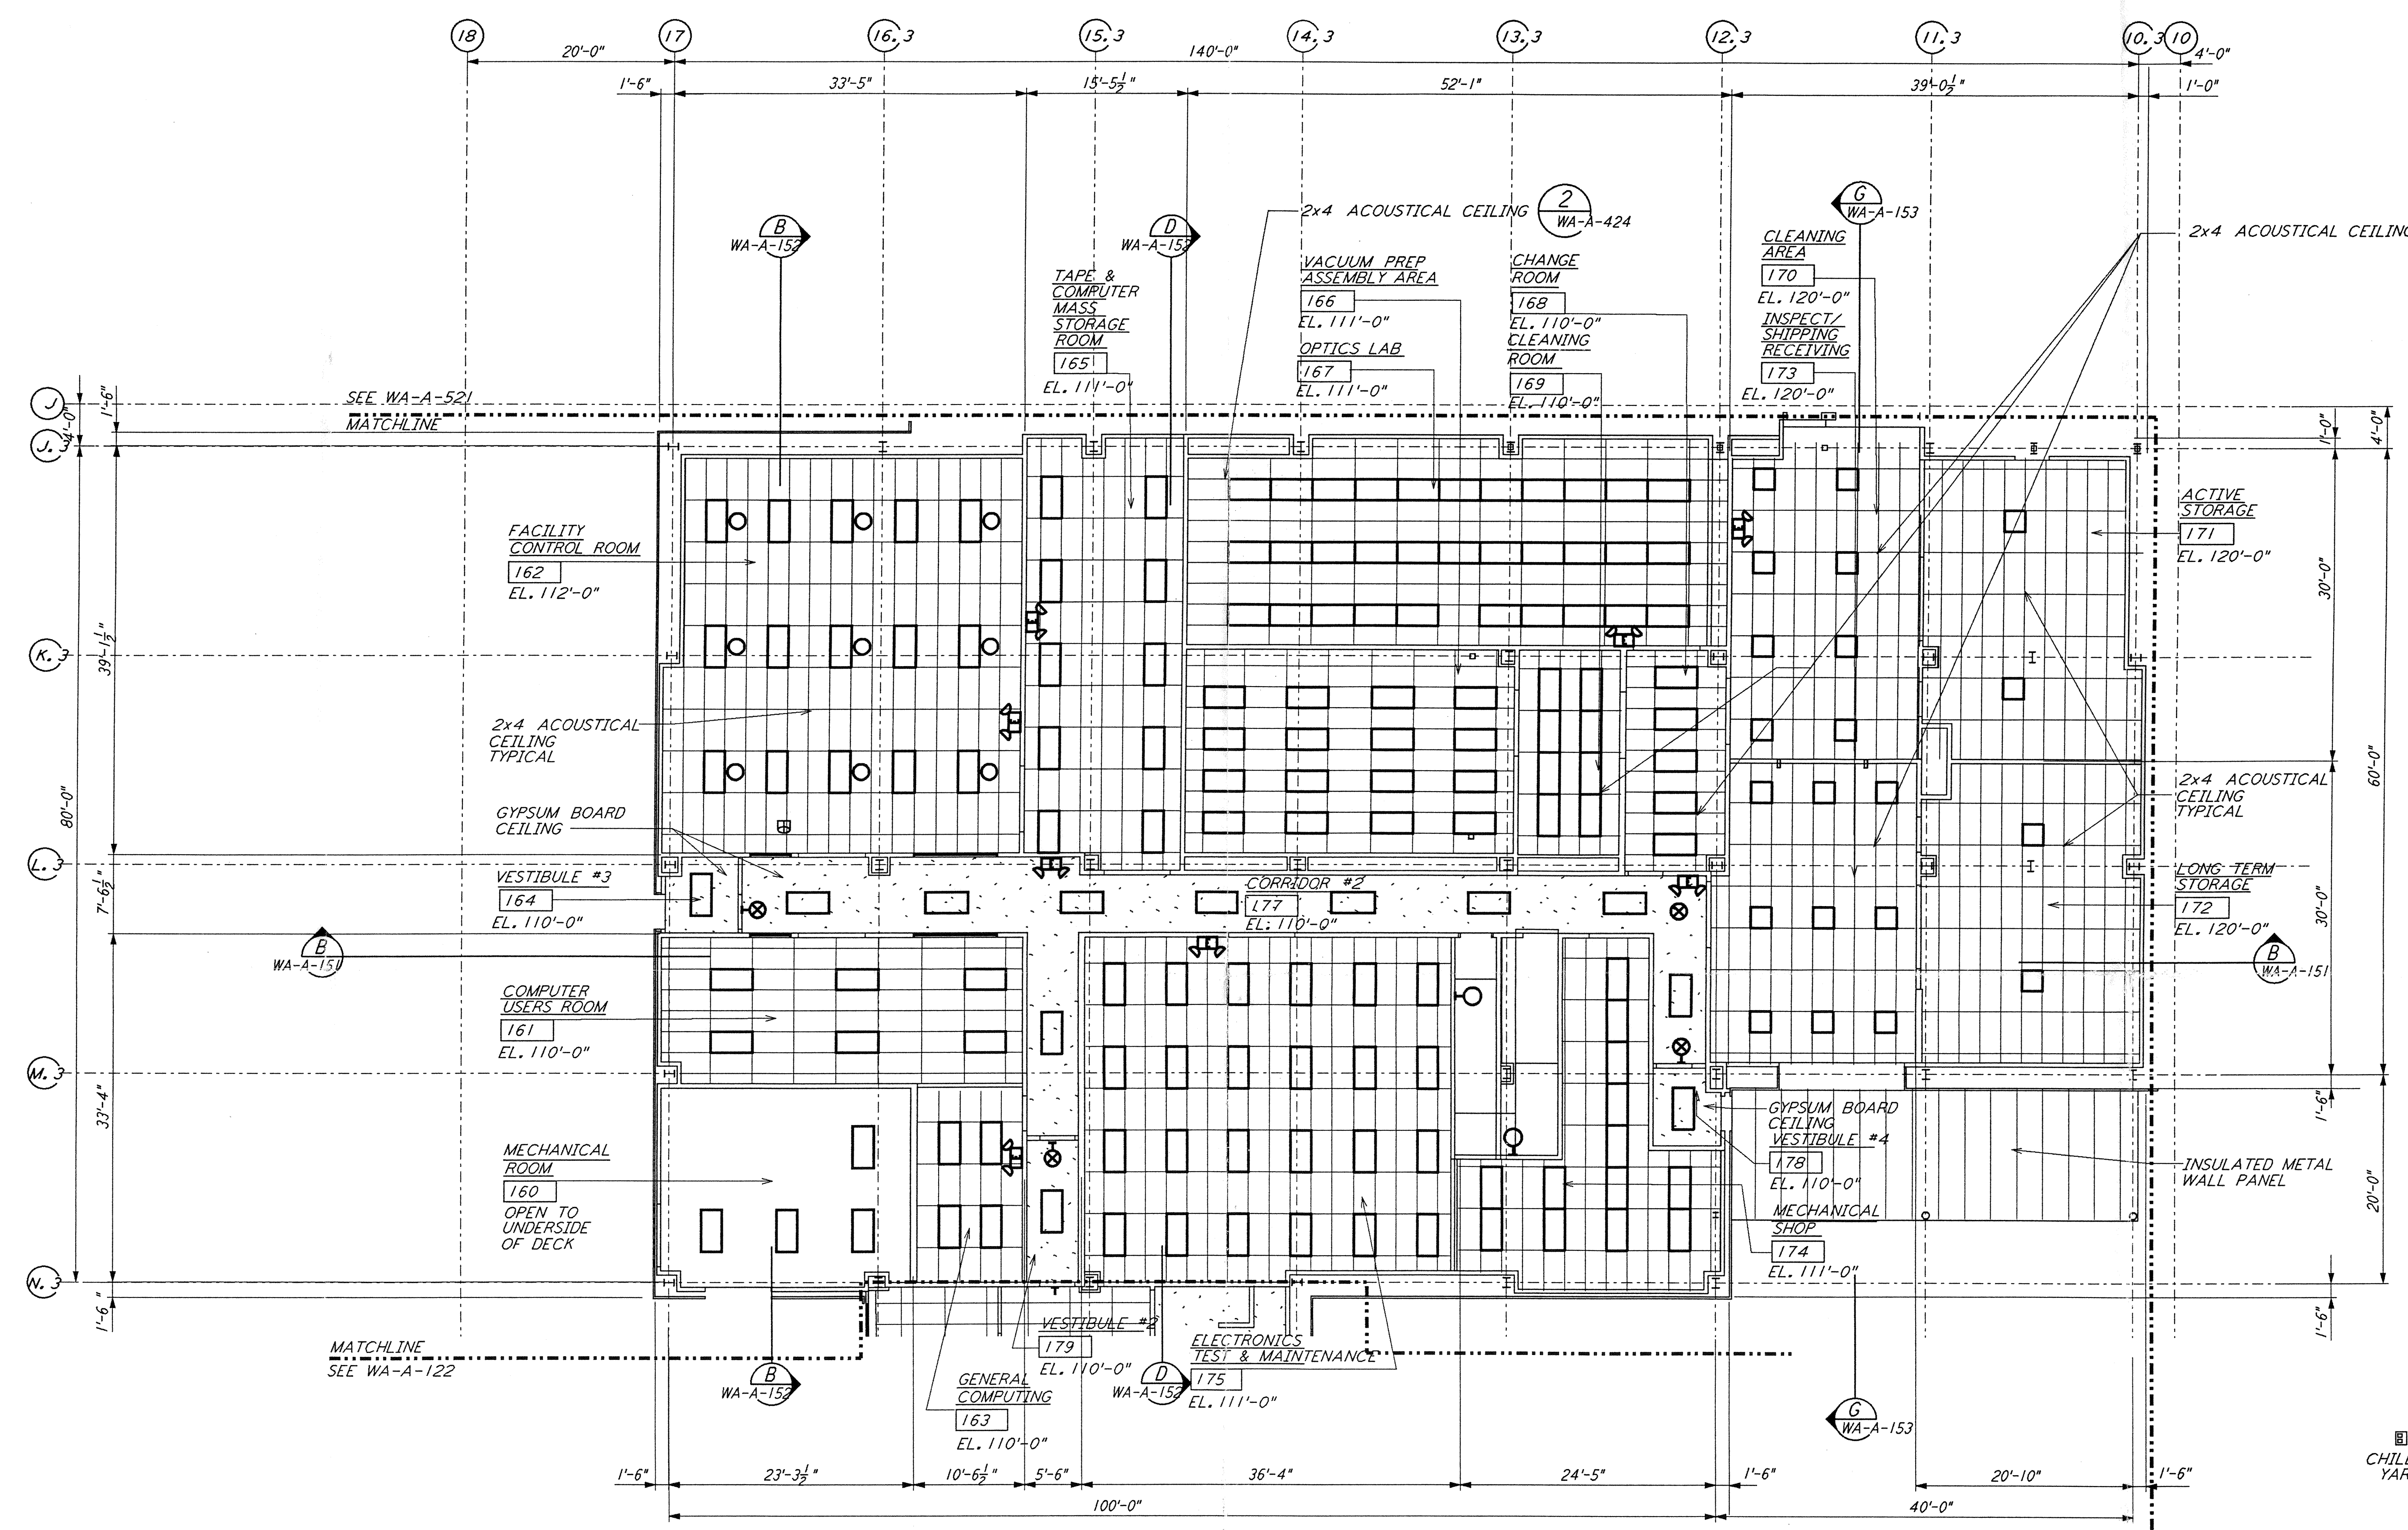 18
17
16.3
15.3
14.3
13.3
12.3
11.3
10.3
10
20'-0"
140'-0"
4'-0"
1'-6"
33'-5"
15'-5 1/2"
52'-1"
39'-0 1/2"
1'-0"
B
WA-A-152
D
WA-A-152
2x4 ACOUSTICAL CEILING
2
WA-A-424
G
WA-A-153
2x4 ACOUSTICAL CEILING
TAPE &
COMPUTER
MASS
STORAGE
ROOM
165
EL. 111'-0"
VACUUM PREP
ASSEMBLY AREA
166
EL. 111'-0"
OPTICS LAB
167
EL. 111'-0"
CHANGE
ROOM
168
EL. 110'-0"
CLEANING
ROOM
169
EL. 110'-0"
CLEANING
AREA
170
EL. 120'-0"
INSPECT/
SHIPPING
RECEIVING
173
EL. 120'-0"
J
J.3
K.3
L.3
M.3
N.3
1'-6"
4'-0"
SEE WA-A-521
MATCHLINE
39'-1 1/2"
80'-0"
7'-6 1/2"
33'-4"
1'-6"
FACILITY
CONTROL ROOM
162
EL. 112'-0"
2x4 ACOUSTICAL
CEILING
TYPICAL
GYPSUM BOARD
CEILING
VESTIBULE #3
164
EL. 110'-0"
B
WA-A-151
COMPUTER
USERS ROOM
161
EL. 110'-0"
MECHANICAL
ROOM
160
OPEN TO
UNDERSIDE
OF DECK
E
E
E
E
E
E
E
E
CORRIDOR #2
177
EL. 110'-0"
1'-0"
4'-0"
30'-0"
60'-0"
30'-0"
1'-6"
20'-0"
1'-6"
ACTIVE
STORAGE
171
EL. 120'-0"
2x4 ACOUSTICAL
CEILING
TYPICAL
LONG TERM
STORAGE
172
EL. 120'-0"
B
WA-A-151
GYPSUM BOARD
CEILING
VESTIBULE #4
178
EL. 110'-0"
MECHANICAL
SHOP
174
EL. 111'-0"
INSULATED METAL
WALL PANEL
MATCHLINE
SEE WA-A-122
B
WA-A-152
GENERAL
COMPUTING
163
EL. 110'-0"
VESTIBULE #2
179
EL. 110'-0"
D
WA-A-152
ELECTRONICS
TEST & MAINTENANCE
175
EL. 111'-0"
G
WA-A-153
CHILE
YAR
1'-6"
23'-3 1/2"
10'-6 1/2"
5'-6"
36'-4"
24'-5"
1'-6"
20'-10"
1'-6"
100'-0"
40'-0"